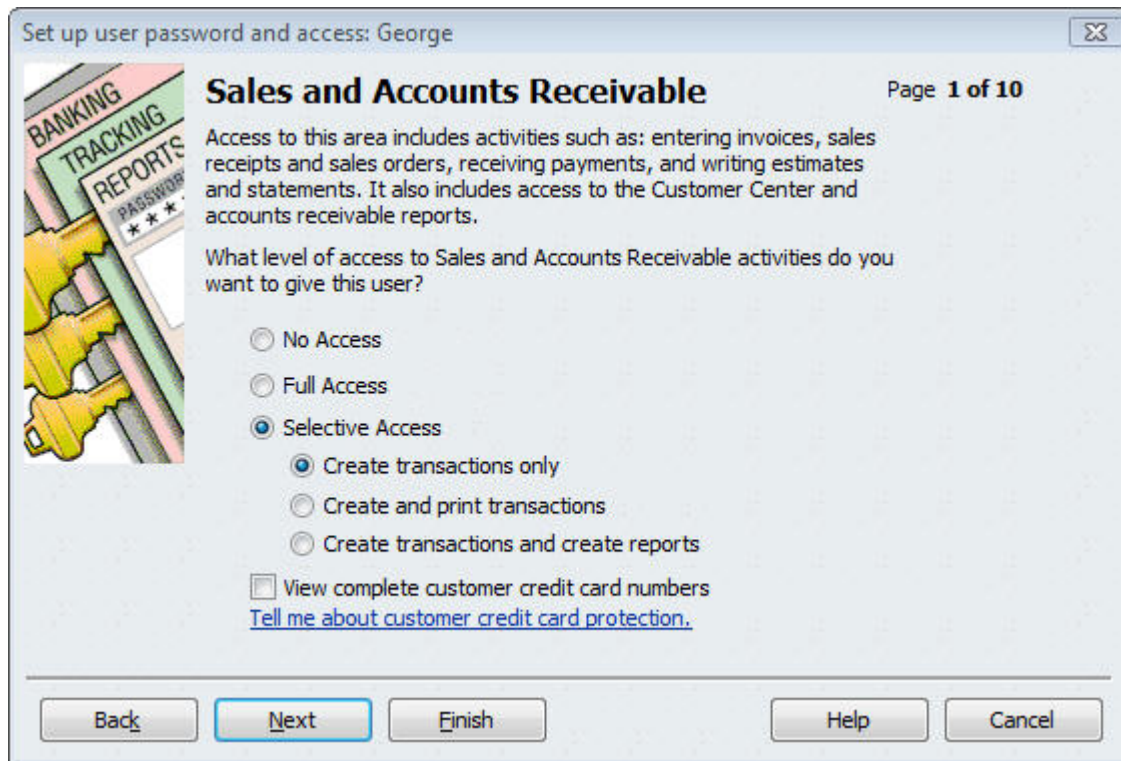 Set up user password and access: George
BANKING
TRACKING
REPORTS
PASSWORD
****
Sales and Accounts Receivable
Page 1 of 10
Access to this area includes activities such as: entering invoices, sales
receipts and sales orders, receiving payments, and writing estimates
and statements. It also includes access to the Customer Center and
accounts receivable reports.
What level of access to Sales and Accounts Receivable activities do you
want to give this user?
No Access
Full Access
Selective Access
Create transactions only
Create and print transactions
Create transactions and create reports
View complete customer credit card numbers
Tell me about customer credit card protection.
Back
Next
Finish
Help
Cancel